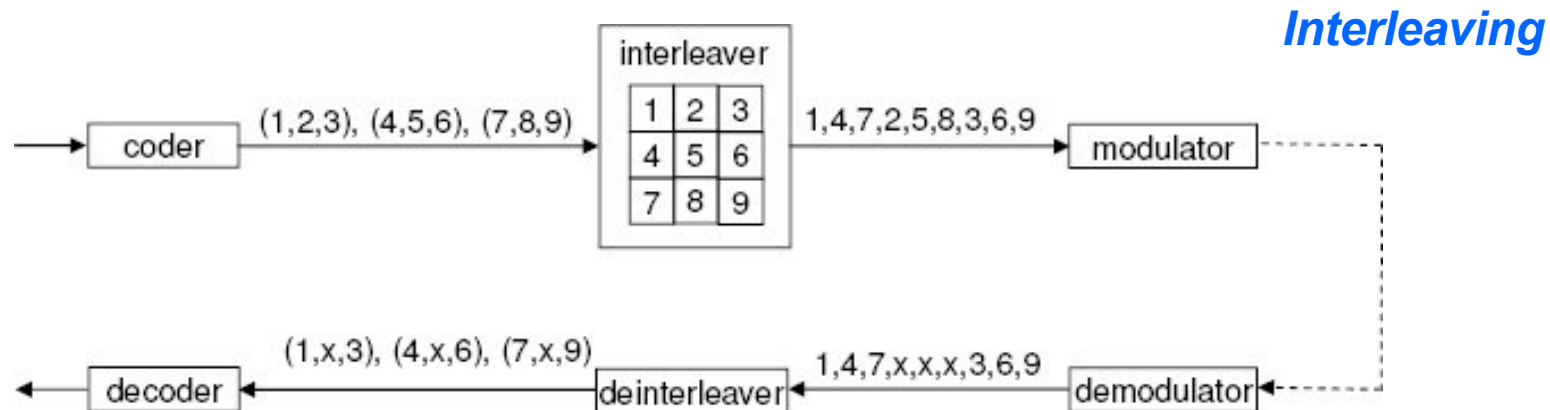 Interleaving
interleaver
1 2 3
4 5 6
7 8 9
coder
(1,2,3), (4,5,6), (7,8,9)
1,4,7,2,5,8,3,6,9
modulator
decoder
(1,x,3), (4,x,6), (7,x,9)
deinterleaver
1,4,7,x,x,x,3,6,9
demodulator